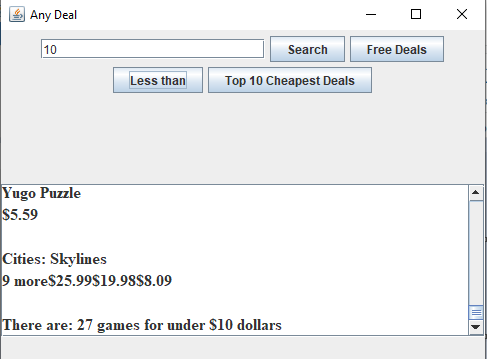 Any Deal
10
Search
Free Deals
Less than
Top 10 Cheapest Deals
Yugo Puzzle
$5.59
Cities: Skylines
9 more$25.99$19.98$8.09
There are: 27 games for under $10 dollars